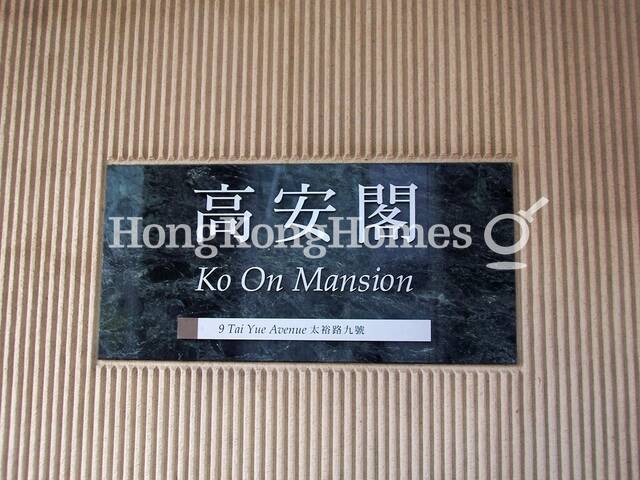 高安閣
HongKongHomes
Ko On Mansion
9 Tai Yue Avenue 太裕路九號